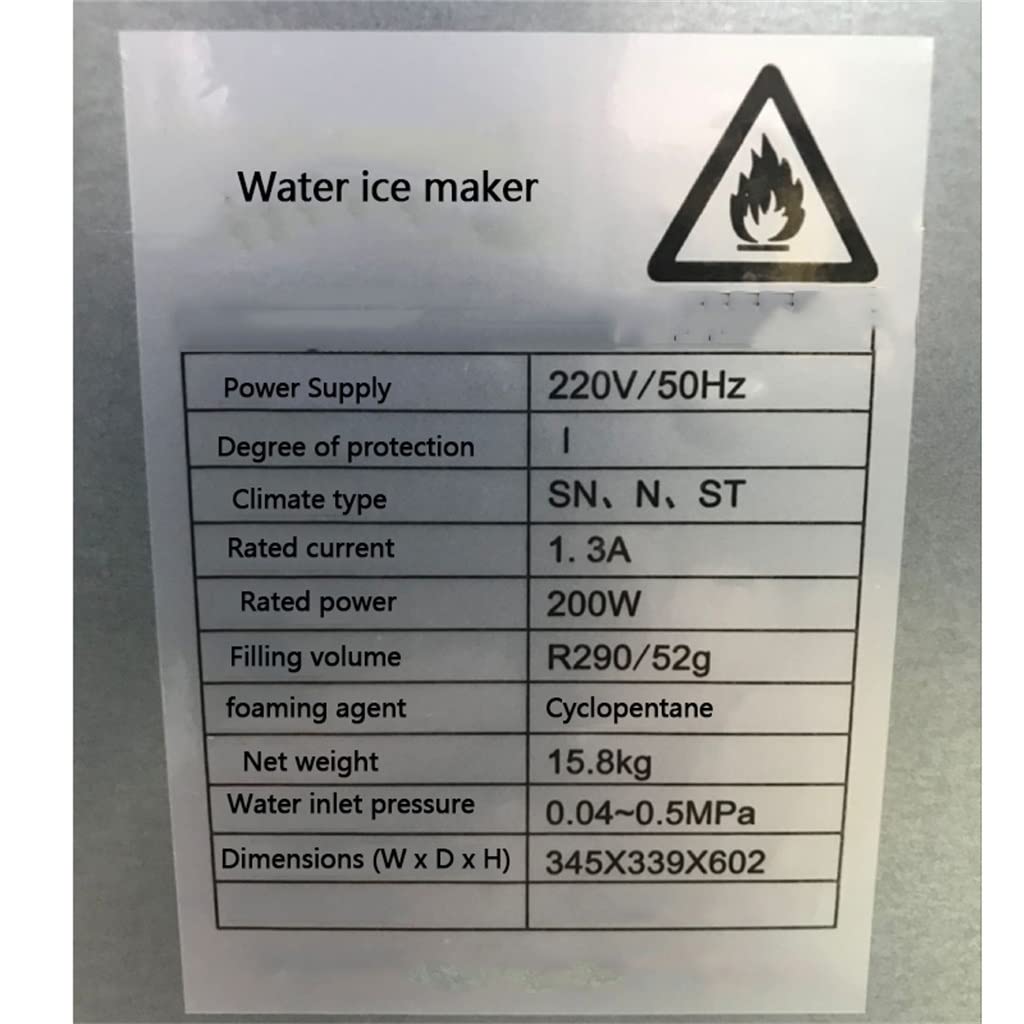 Water ice maker
Power Supply 220V/50Hz
Degree of protection I
Climate type SN、N、ST
Rated current 1. 3A
Rated power 200W
Filling volume R290/52g
foaming agent Cyclopentane
Net weight 15.8kg
Water inlet pressure 0.04~0.5MPa
Dimensions (W x D x H) 345X339X602